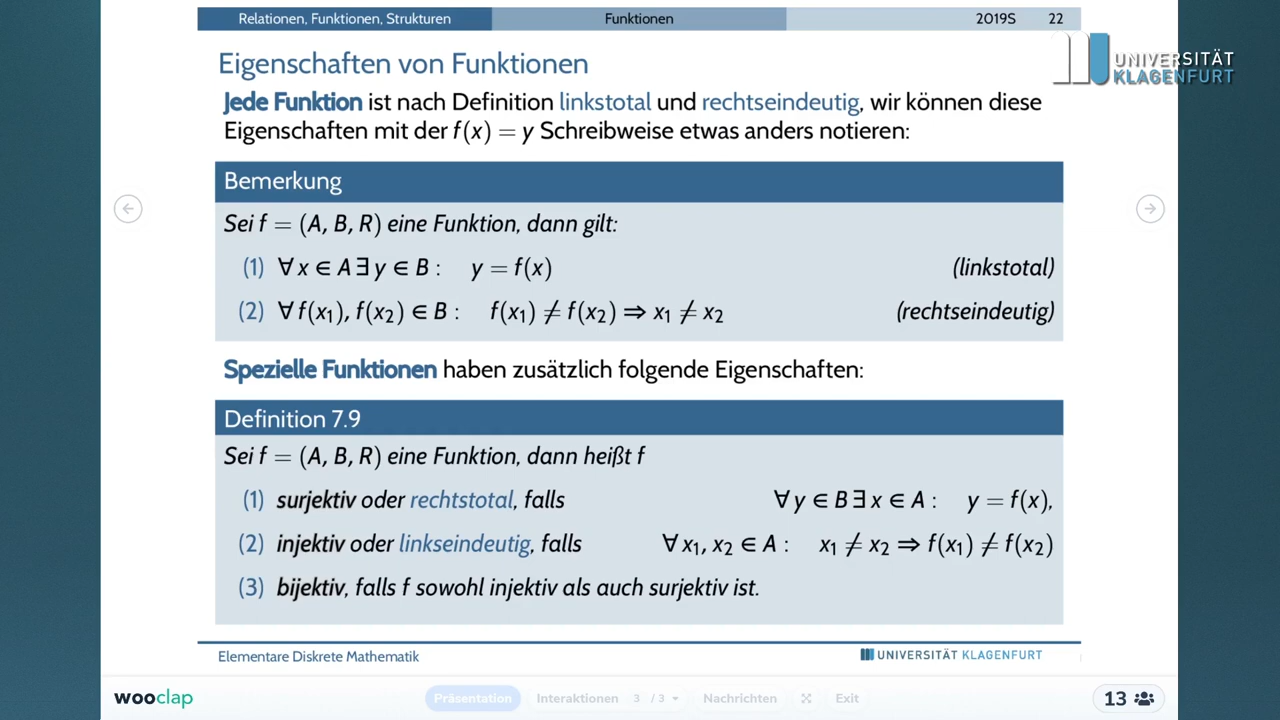 Relationen, Funktionen, Strukturen Funktionen 2019S 22
UNIVERSITÄT
KLAGENFURT
Eigenschaften von Funktionen
Jede Funktion ist nach Definition linkstotal und rechtseindeutig, wir können diese
Eigenschaften mit der f(x) = y Schreibweise etwas anders notieren:
Bemerkung
Sei f = (A, B, R) eine Funktion, dann gilt:
(1) ∀ x ∈ A ∃ y ∈ B : y = f(x) (linkstotal)
(2) ∀ f(x₁), f(x₂) ∈ B : f(x₁) ≠ f(x₂) ⇒ x₁ ≠ x₂ (rechtseindeutig)
Spezielle Funktionen haben zusätzlich folgende Eigenschaften:
Definition 7.9
Sei f = (A, B, R) eine Funktion, dann heißt f
(1) surjektiv oder rechtstotal, falls ∀ y ∈ B ∃ x ∈ A : y = f(x),
(2) injektiv oder linkseindeutig, falls ∀ x₁, x₂ ∈ A : x₁ ≠ x₂ ⇒ f(x₁) ≠ f(x₂)
(3) bijektiv, falls f sowohl injektiv als auch surjektiv ist.
Elementare Diskrete Mathematik UNIVERSITÄT KLAGENFURT
wooclap Präsentation Interaktionen 3 / 3 Nachrichten Exit 13